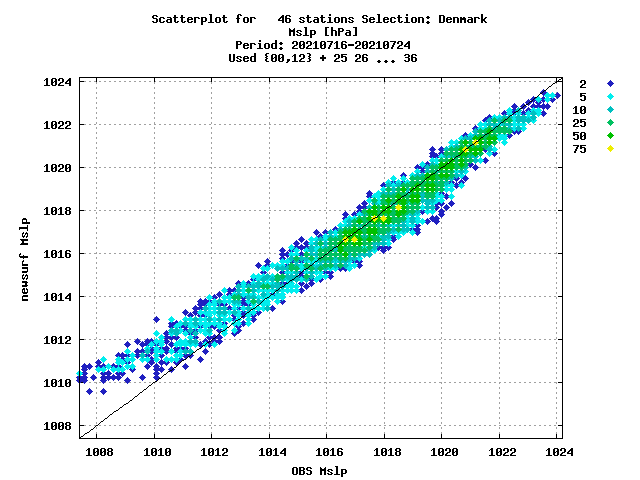 Scatterplot for   46 stations Selection: Denmark
Mslp [hPa]
Period: 20210716-20210724
Used {00,12} + 25 26 ... 36
1024
1022
1020
1018
1016
1014
1012
1010
1008
newsurf Mslp
2
5
10
25
50
75
1008 1010 1012 1014 1016 1018 1020 1022 1024
OBS Mslp